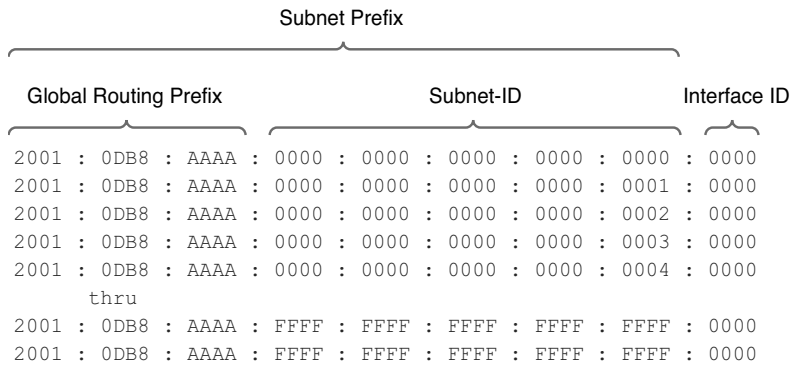 Subnet Prefix
Global Routing Prefix Subnet-ID Interface ID
2001 : 0DB8 : AAAA : 0000 : 0000 : 0000 : 0000 : 0000 : 0000
2001 : 0DB8 : AAAA : 0000 : 0000 : 0000 : 0000 : 0001 : 0000
2001 : 0DB8 : AAAA : 0000 : 0000 : 0000 : 0000 : 0002 : 0000
2001 : 0DB8 : AAAA : 0000 : 0000 : 0000 : 0000 : 0003 : 0000
2001 : 0DB8 : AAAA : 0000 : 0000 : 0000 : 0000 : 0004 : 0000
thru
2001 : 0DB8 : AAAA : FFFF : FFFF : FFFF : FFFF : FFFF : 0000
2001 : 0DB8 : AAAA : FFFF : FFFF : FFFF : FFFF : FFFF : 0000